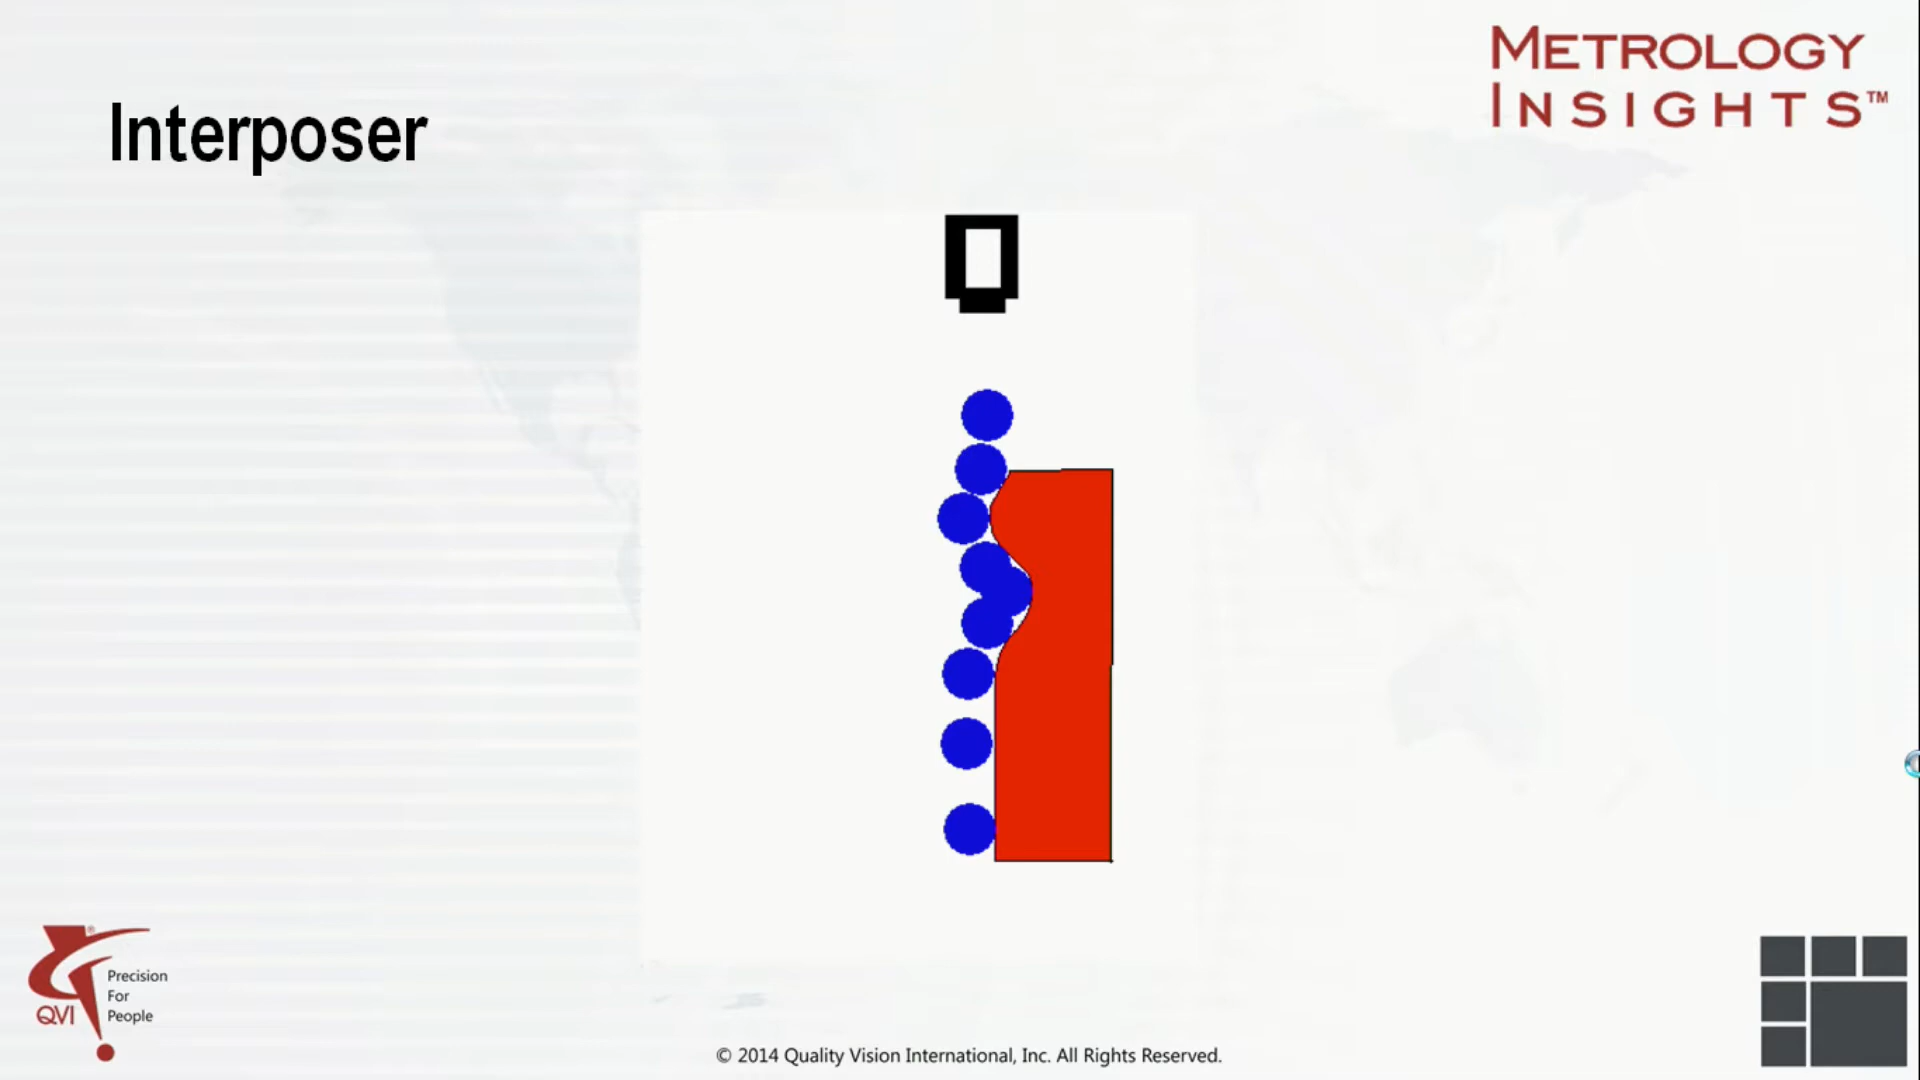 METROLOGY
INSIGHTS™
Interposer
Precision
For
QVI People
®
© 2014 Quality Vision International, Inc. All Rights Reserved.